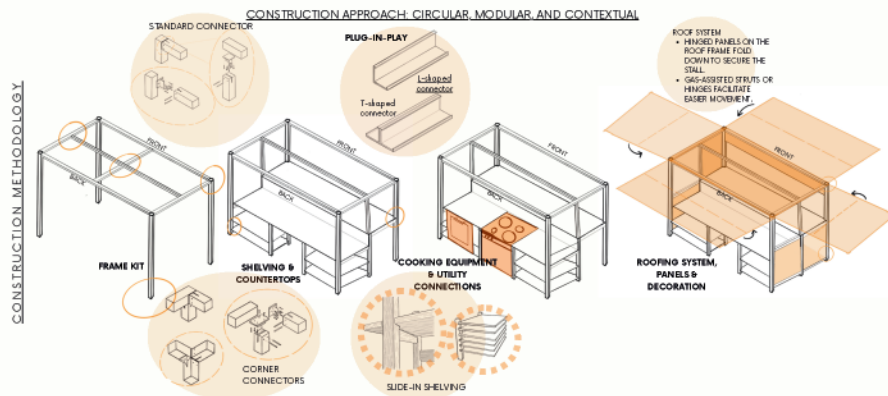 CONSTRUCTION APPROACH: CIRCULAR, MODULAR, AND CONTEXTUAL
CONSTRUCTION METHODOLOGY
STANDARD CONNECTOR
PLUG-IN-PLAY
L-shaped
connector
T-shaped
connector
ROOF SYSTEM
• HINGED PANELS ON THE
ROOF FRAME FOLD
DOWN TO SECURE THE
STALL.
• GAS-ASSISTED STRUTS OR
HINGES FACILITATE
EASIER MOVEMENT.
FRONT
BACK
FRONT
BACK
FRONT
BACK
FRONT
BACK
FRAME KIT
SHELVING &
COUNTERTOPS
COOKING EQUIPMENT
& UTILITY
CONNECTIONS
ROOFING SYSTEM,
PANELS &
DECORATION
CORNER
CONNECTORS
SLIDE-IN SHELVING